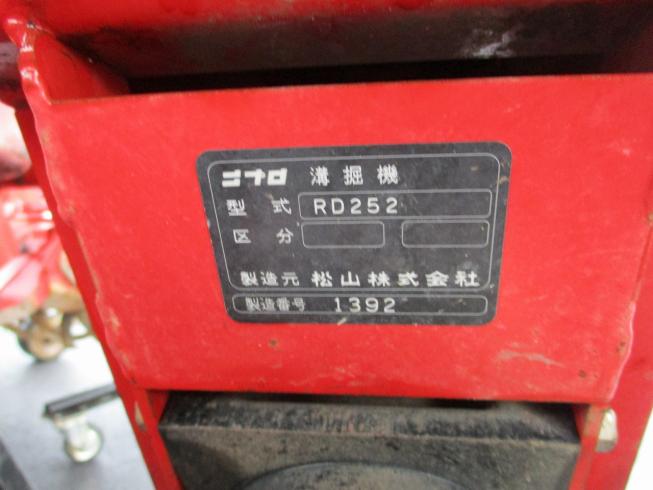 ニプロ 溝掘機
型式 RD252
区分
製造元 松山株式会社
製造番号 1392